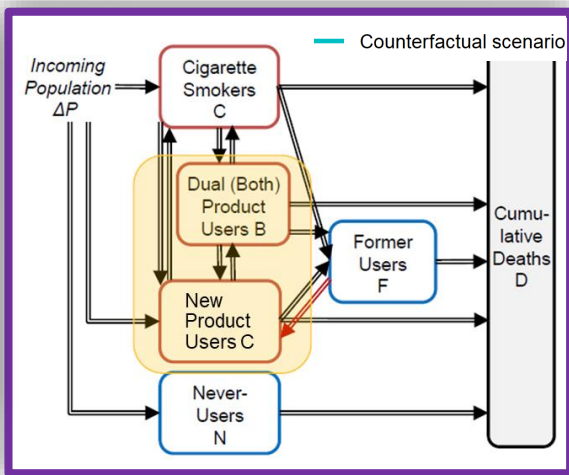 Counterfactual scenario
Incoming
Population
ΔP
Cigarette
Smokers
C
Dual (Both)
Product
Users B
Former
Users
F
Cumu-
lative
Deaths
D
New
Product
Users C
Never-
Users
N